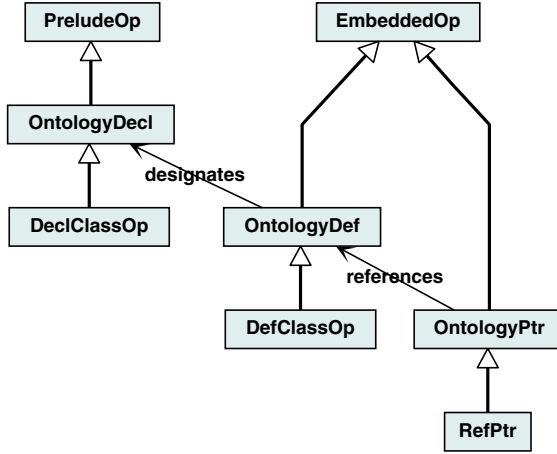 PreludeOp
EmbeddedOp
OntologyDecl
designates
DeclClassOp
OntologyDef
references
DefClassOp
OntologyPtr
RefPtr